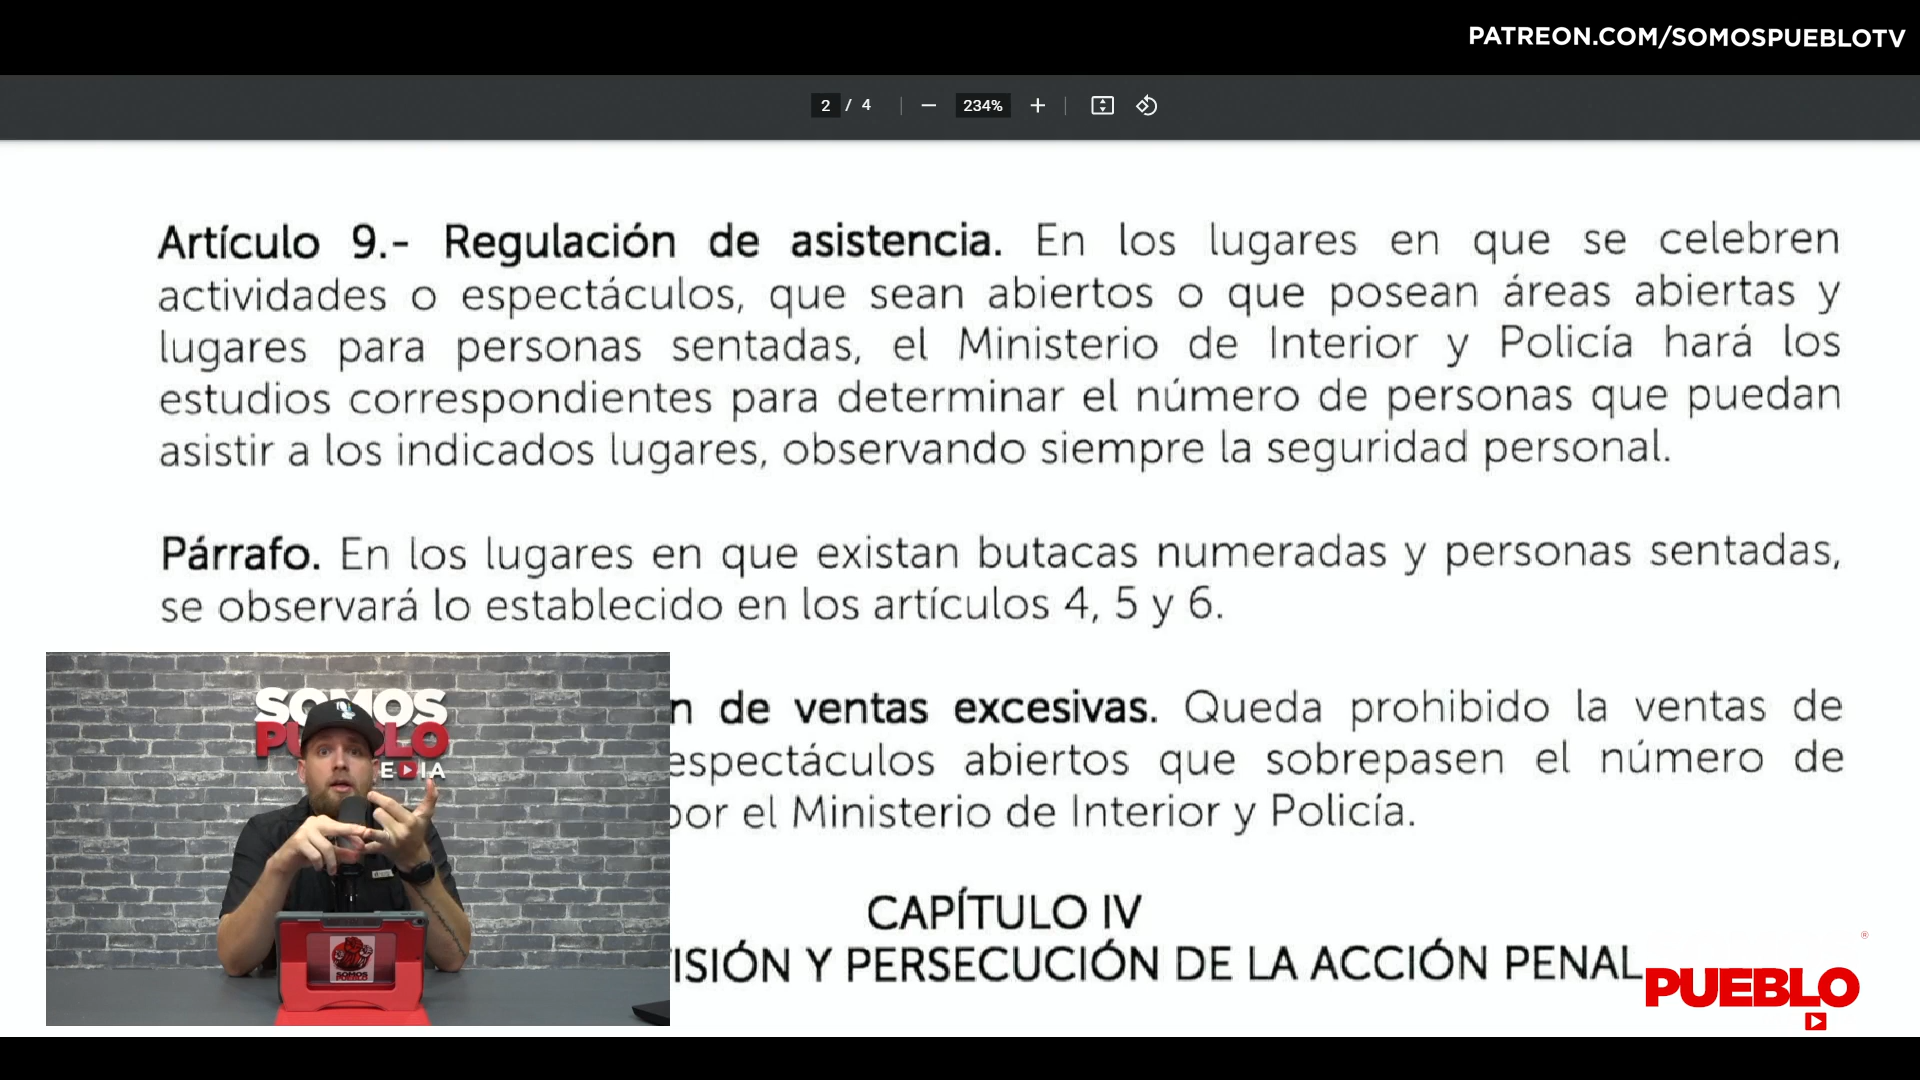 PATREON.COM/SOMOSPUEBLOTV
2 / 4 234%
Artículo 9.- Regulación de asistencia. En los lugares en que se celebren
actividades o espectáculos, que sean abiertos o que posean áreas abiertas y
lugares para personas sentadas, el Ministerio de Interior y Policía hará los
estudios correspondientes para determinar el número de personas que puedan
asistir a los indicados lugares, observando siempre la seguridad personal.
Párrafo. En los lugares en que existan butacas numeradas y personas sentadas,
se observará lo establecido en los artículos 4, 5 y 6.
n de ventas excesivas. Queda prohibido la ventas de
espectáculos abiertos que sobrepasen el número de
por el Ministerio de Interior y Policía.
CAPÍTULO IV
ISIÓN Y PERSECUCIÓN DE LA ACCIÓN PENAL
SOMOS
PUEBLO
EDIA
SOMOS
PUEBLO
PUEBLO
®